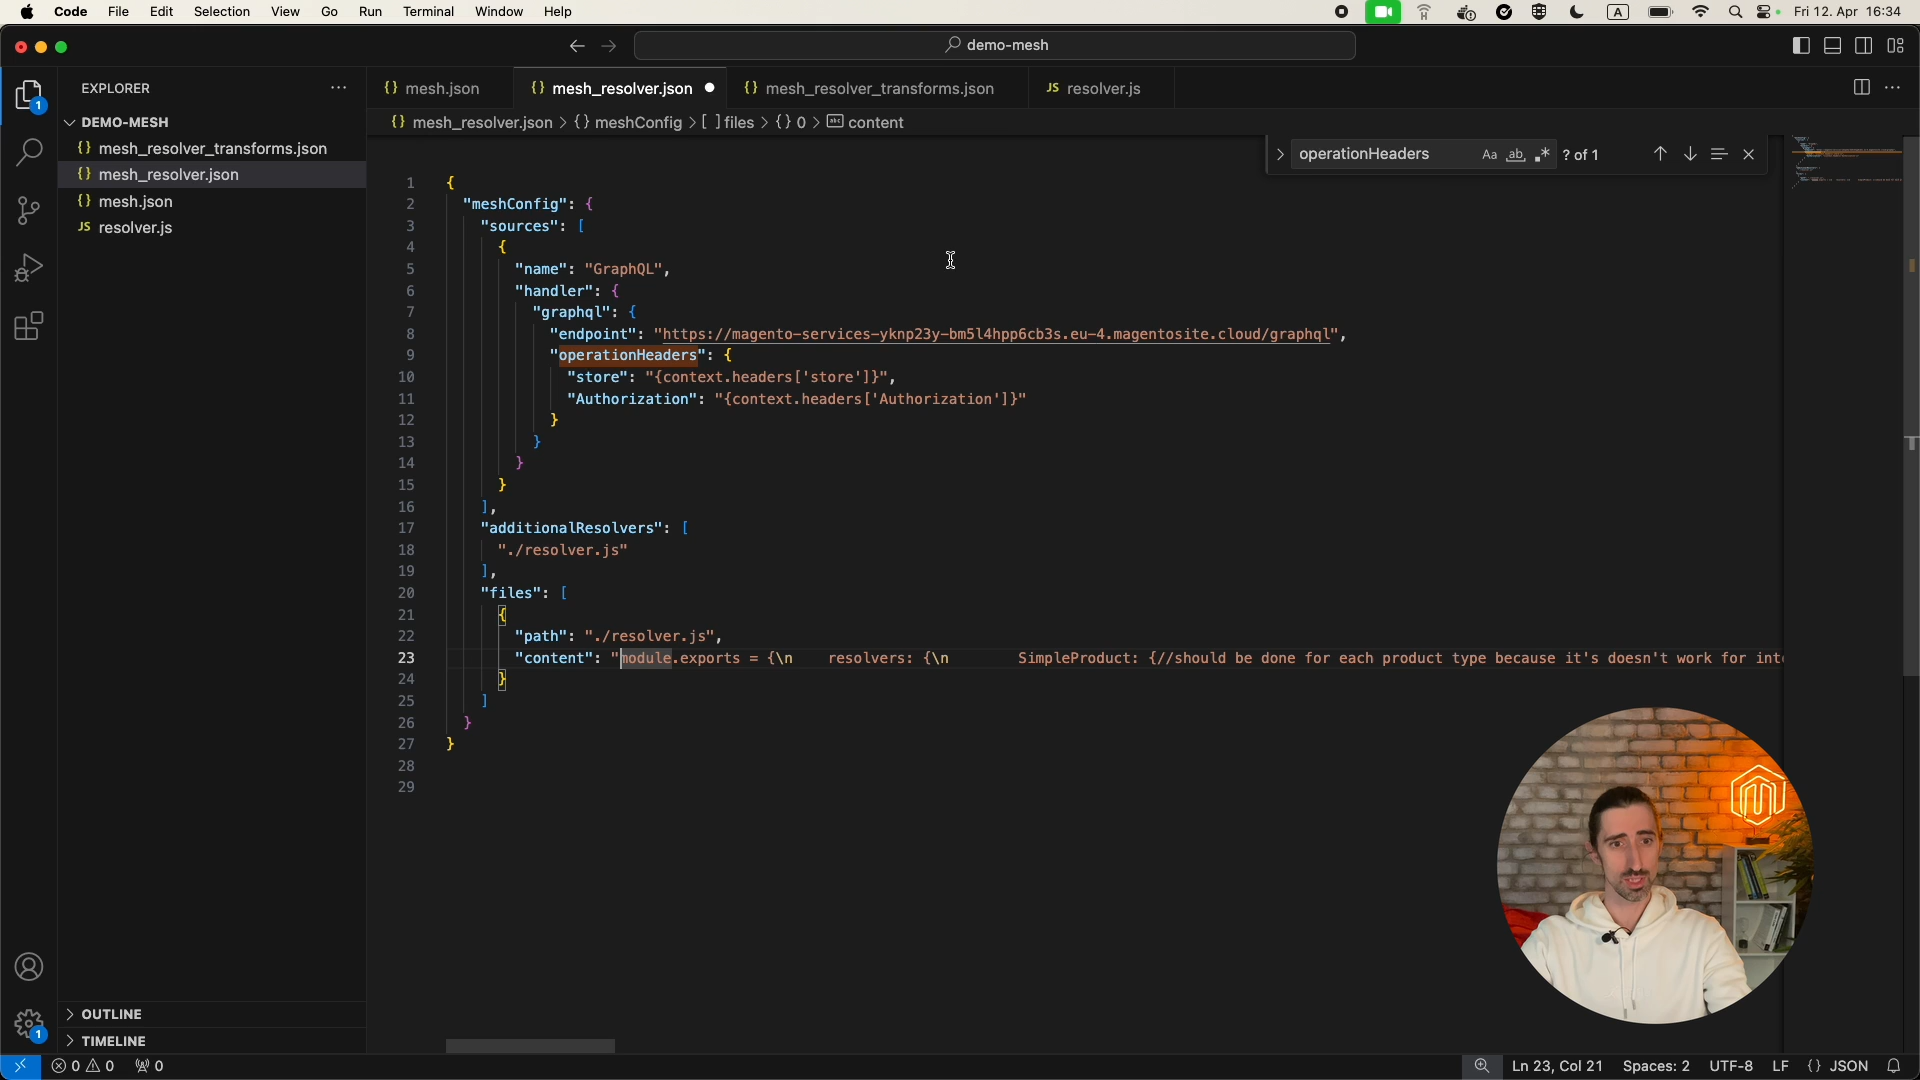 Code File Edit Selection View Go Run Terminal Window Help
A Fri 12. Apr 16:34
demo-mesh
EXPLORER
mesh.json
mesh_resolver.json
mesh_resolver_transforms.json
JS resolver.js
DEMO-MESH
mesh_resolver_transforms.json
mesh_resolver.json
mesh.json
JS resolver.js
mesh_resolver.json > {} meshConfig > [ ] files > {} 0 > abc content
operationHeaders Aa ab .* ? of 1
1 {
2 "meshConfig": {
3 "sources": [
4 {
5 "name": "GraphQL",
6 "handler": {
7 "graphql": {
8 "endpoint": "https://magento-services-yknp23y-bm5l4hpp6cb3s.eu-4.magentosite.cloud/graphql",
9 "operationHeaders": {
10 "store": "{context.headers['store']}",
11 "Authorization": "{context.headers['Authorization']}"
12 }
13 }
14 }
15 }
16 ],
17 "additionalResolvers": [
18 "./resolver.js"
19 ],
20 "files": [
21 {
22 "path": "./resolver.js",
23 "content": "module.exports = {\n    resolvers: {\n        SimpleProduct: {//should be done for each product type because it's doesn't work for int
24 }
25 ]
26 }
27 }
28
29
1
1
OUTLINE
TIMELINE
0 0 0
Ln 23, Col 21 Spaces: 2 UTF-8 LF {} JSON